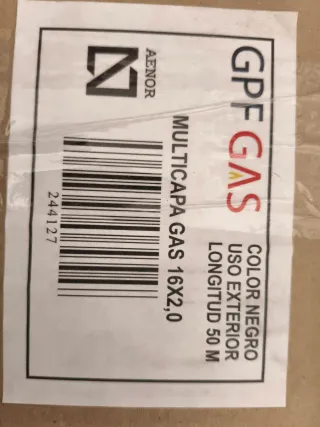 GPF GAS
COLOR NEGRO
USO EXTERIOR
LONGITUD 50 M
AENOR
MULTICAPA GAS 16X2,0
244127